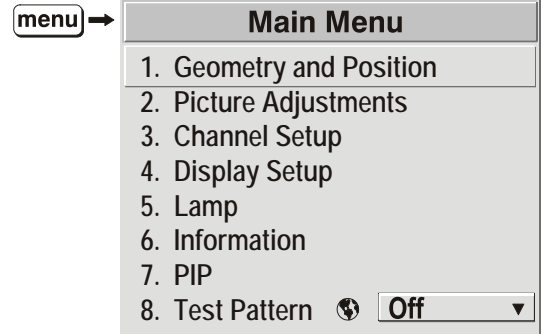 menu Main Menu
1. Geometry and Position
2. Picture Adjustments
3. Channel Setup
4. Display Setup
5. Lamp
6. Information
7. PIP
8. Test Pattern Off